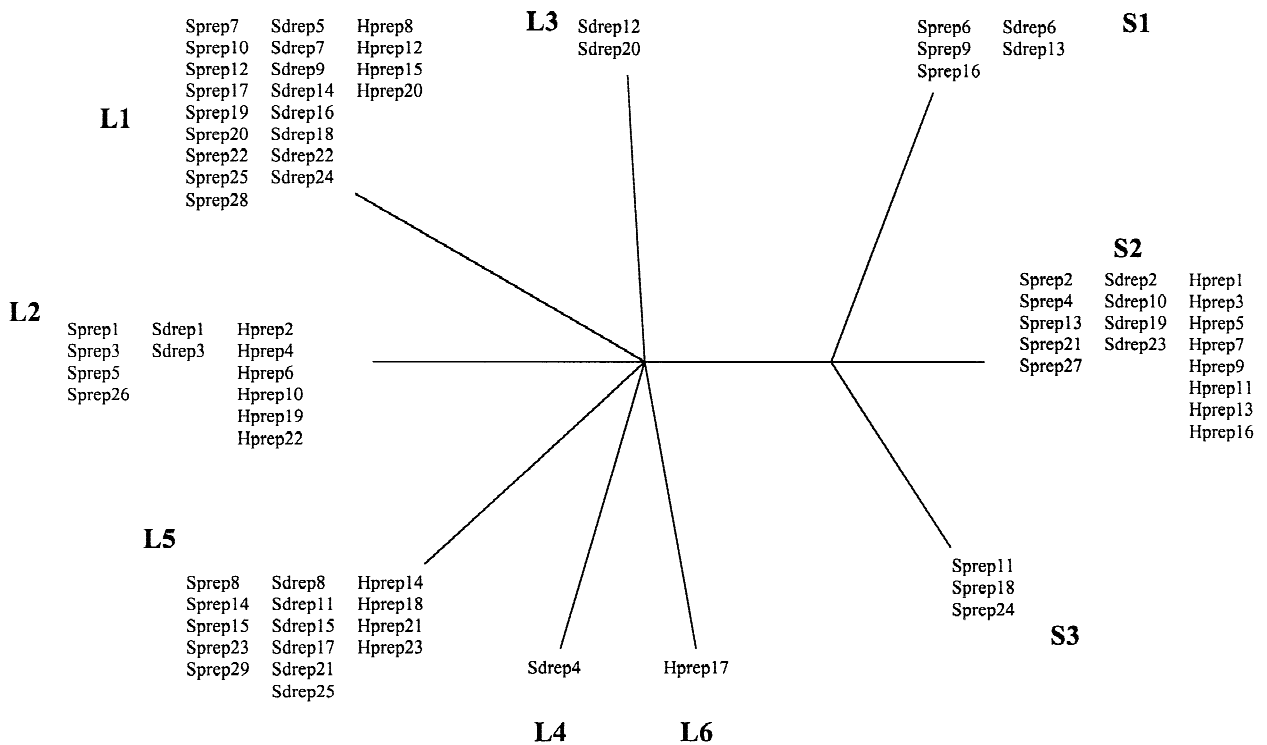 L1
Sprep7 Sdrep5 Hprep8
Sprep10 Sdrep7 Hprep12
Sprep12 Sdrep9 Hprep15
Sprep17 Sdrep14 Hprep20
Sprep19 Sdrep16
Sprep20 Sdrep18
Sprep22 Sdrep22
Sprep25 Sdrep24
Sprep28
L3
Sdrep12
Sdrep20
S1
Sprep6 Sdrep6
Sprep9 Sdrep13
Sprep16
L2
Sprep1 Sdrep1 Hprep2
Sprep3 Sdrep3 Hprep4
Sprep5 Hprep6
Sprep26 Hprep10
Hprep19
Hprep22
S2
Sprep2 Sdrep2 Hprep1
Sprep4 Sdrep10 Hprep3
Sprep13 Sdrep19 Hprep5
Sprep21 Sdrep23 Hprep7
Sprep27 Hprep9
Hprep11
Hprep13
Hprep16
L5
Sprep8 Sdrep8 Hprep14
Sprep14 Sdrep11 Hprep18
Sprep15 Sdrep15 Hprep21
Sprep23 Sdrep17 Hprep23
Sprep29 Sdrep21
Sdrep25
Sdrep4
L4
Hprep17
L6
Sprep11
Sprep18
Sprep24
S3